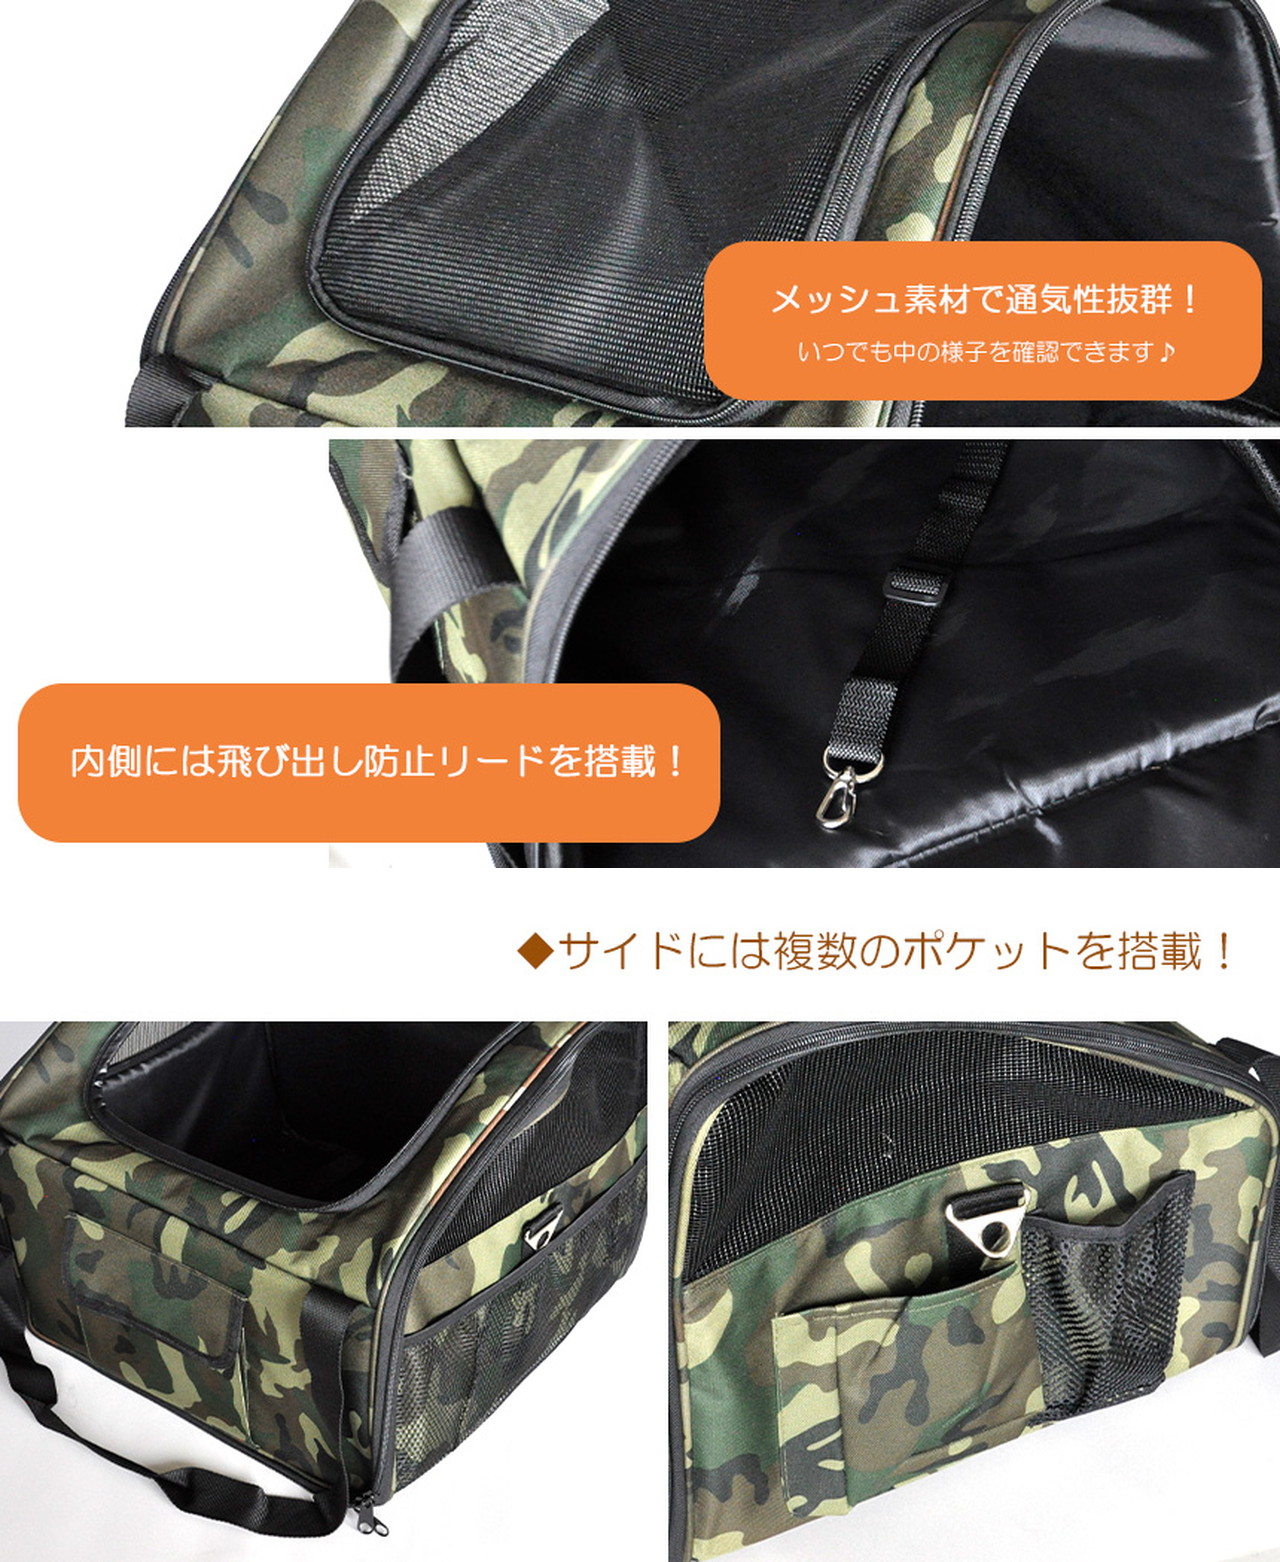 メッシュ素材で通気性抜群！
いつでも中の様子を確認できます♪
内側には飛び出し防止リードを搭載！
◆サイドには複数のポケットを搭載！